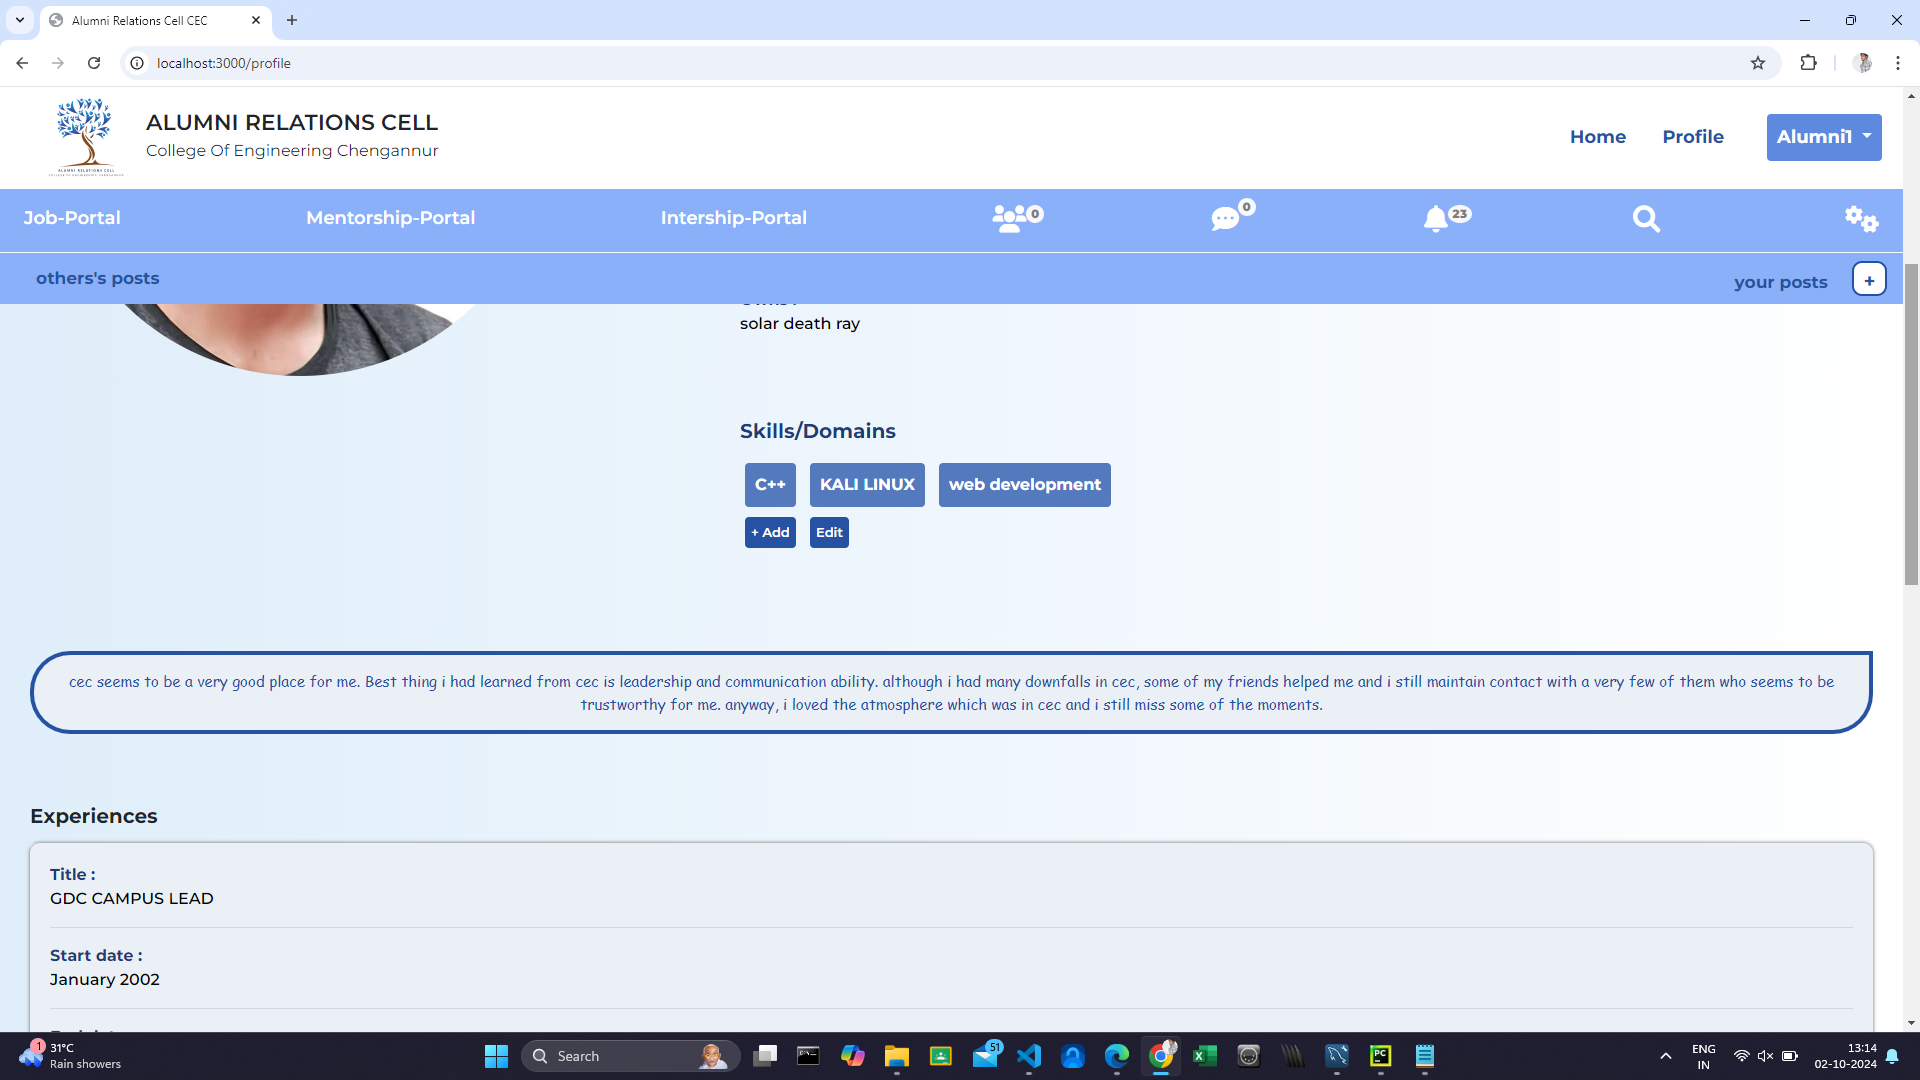 Alumni Relations Cell CEC
localhost:3000/profile
ALUMNI RELATIONS CELL
College Of Engineering Chengannur
Home Profile Alumni1
ALUMNI RELATIONS CELL
Job-Portal Mentorship-Portal Intership-Portal 0 0 23
others's posts your posts +
solar death ray
Skills/Domains
C++ KALI LINUX web development
+ Add Edit
cec seems to be a very good place for me. Best thing i had learned from cec is leadership and communication ability. although i had many downfalls in cec, some of my friends helped me and i still maintain contact with a very few of them who seems to be
trustworthy for me. anyway, i loved the atmosphere which was in cec and i still miss some of the moments.
Experiences
Title :
GDC CAMPUS LEAD
Start date :
January 2002
1 31°C
Rain showers
Search
51
PC
ENG
IN
13:14
02-10-2024